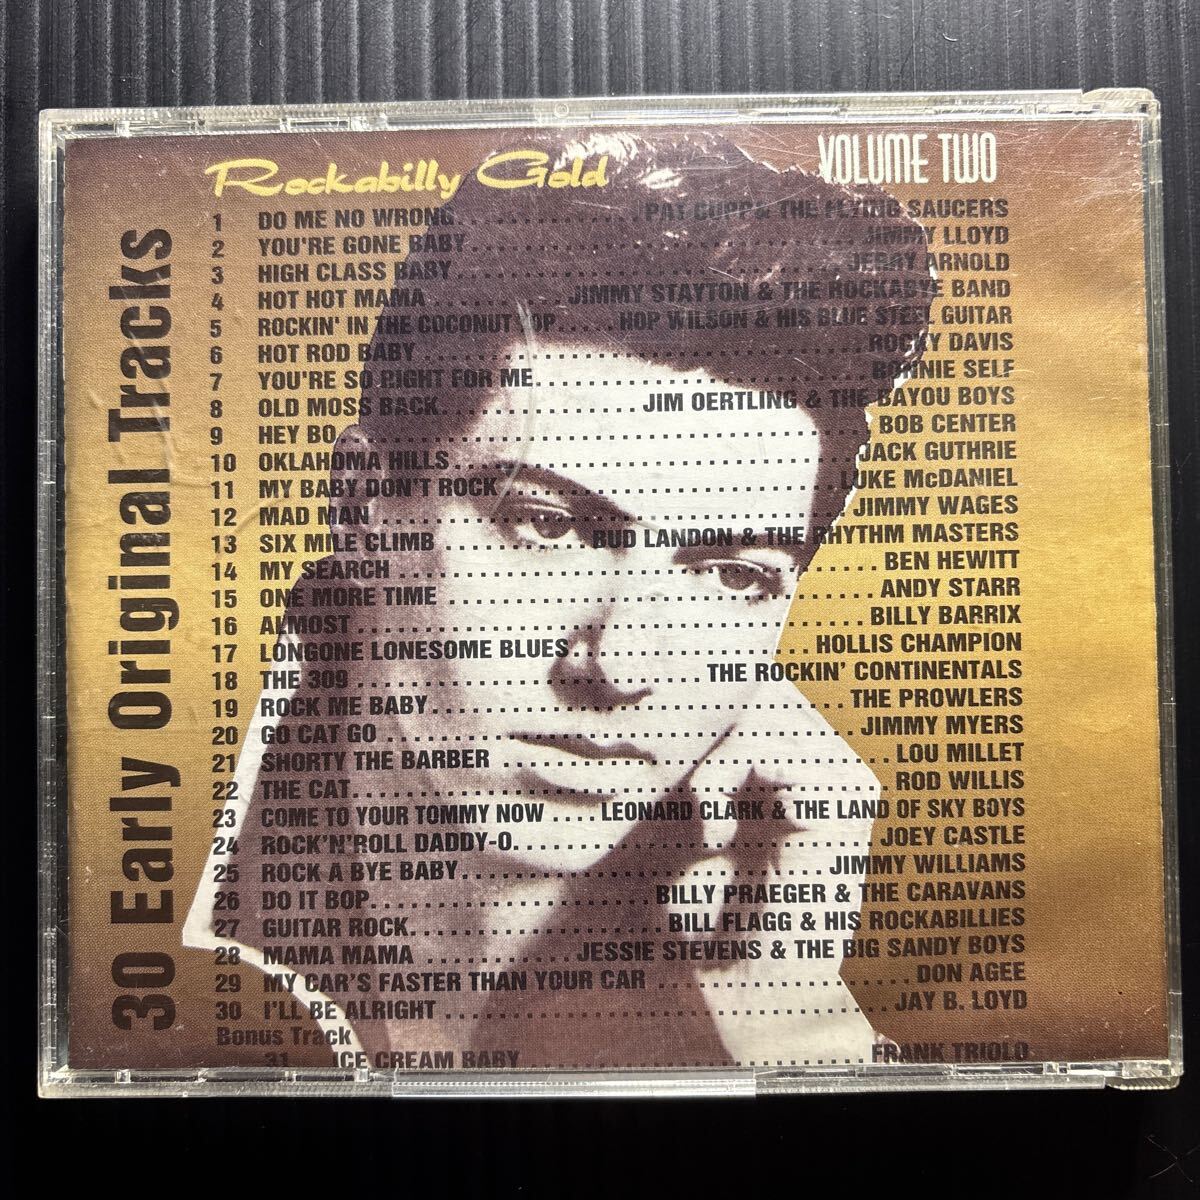 Rockabilly Gold
VOLUME TWO
30 Early Original Tracks
1 DO ME NO WRONG................PAT CUPP & THE FLYING SAUCERS
2 YOU'RE GONE BABY................JIMMY LLOYD
3 HIGH CLASS BABY................JERRY ARNOLD
4 HOT HOT MAMA................JIMMY STAYTON & THE ROCKABYE BAND
5 ROCKIN' IN THE COCONUT TOP.....HOP WILSON & HIS BLUE STEEL GUITAR
6 HOT ROD BABY................ROCKY DAVIS
7 YOU'RE SO RIGHT FOR ME................RONNIE SELF
8 OLD MOSS BACK................JIM OERTLING & THE BAYOU BOYS
9 HEY BO................BOB CENTER
10 OKLAHOMA HILLS................JACK GUTHRIE
11 MY BABY DON'T ROCK................LUKE McDANIEL
12 MAD MAN................JIMMY WAGES
13 SIX MILE CLIMB..........BUD LANDON & THE RHYTHM MASTERS
14 MY SEARCH................BEN HEWITT
15 ONE MORE TIME................ANDY STARR
16 ALMOST................BILLY BARRIX
17 LONGONE LONESOME BLUES................HOLLIS CHAMPION
18 THE 309................THE ROCKIN' CONTINENTALS
19 ROCK ME BABY................THE PROWLERS
20 GO CAT GO................JIMMY MYERS
21 SHORTY THE BARBER................LOU MILLET
22 THE CAT................ROD WILLIS
23 COME TO YOUR TOMMY NOW....LEONARD CLARK & THE LAND OF SKY BOYS
24 ROCK'N'ROLL DADDY-O................JOEY CASTLE
25 ROCK A BYE BABY................JIMMY WILLIAMS
26 DO IT BOP................BILLY PRAEGER & THE CARAVANS
27 GUITAR ROCK................BILL FLAGG & HIS ROCKABILLIES
28 MAMA MAMA...........JESSIE STEVENS & THE BIG SANDY BOYS
29 MY CAR'S FASTER THAN YOUR CAR................DON AGEE
30 I'LL BE ALRIGHT................JAY B. LOYD
Bonus Track
31 ICE CREAM BABY................FRANK TRIOLO